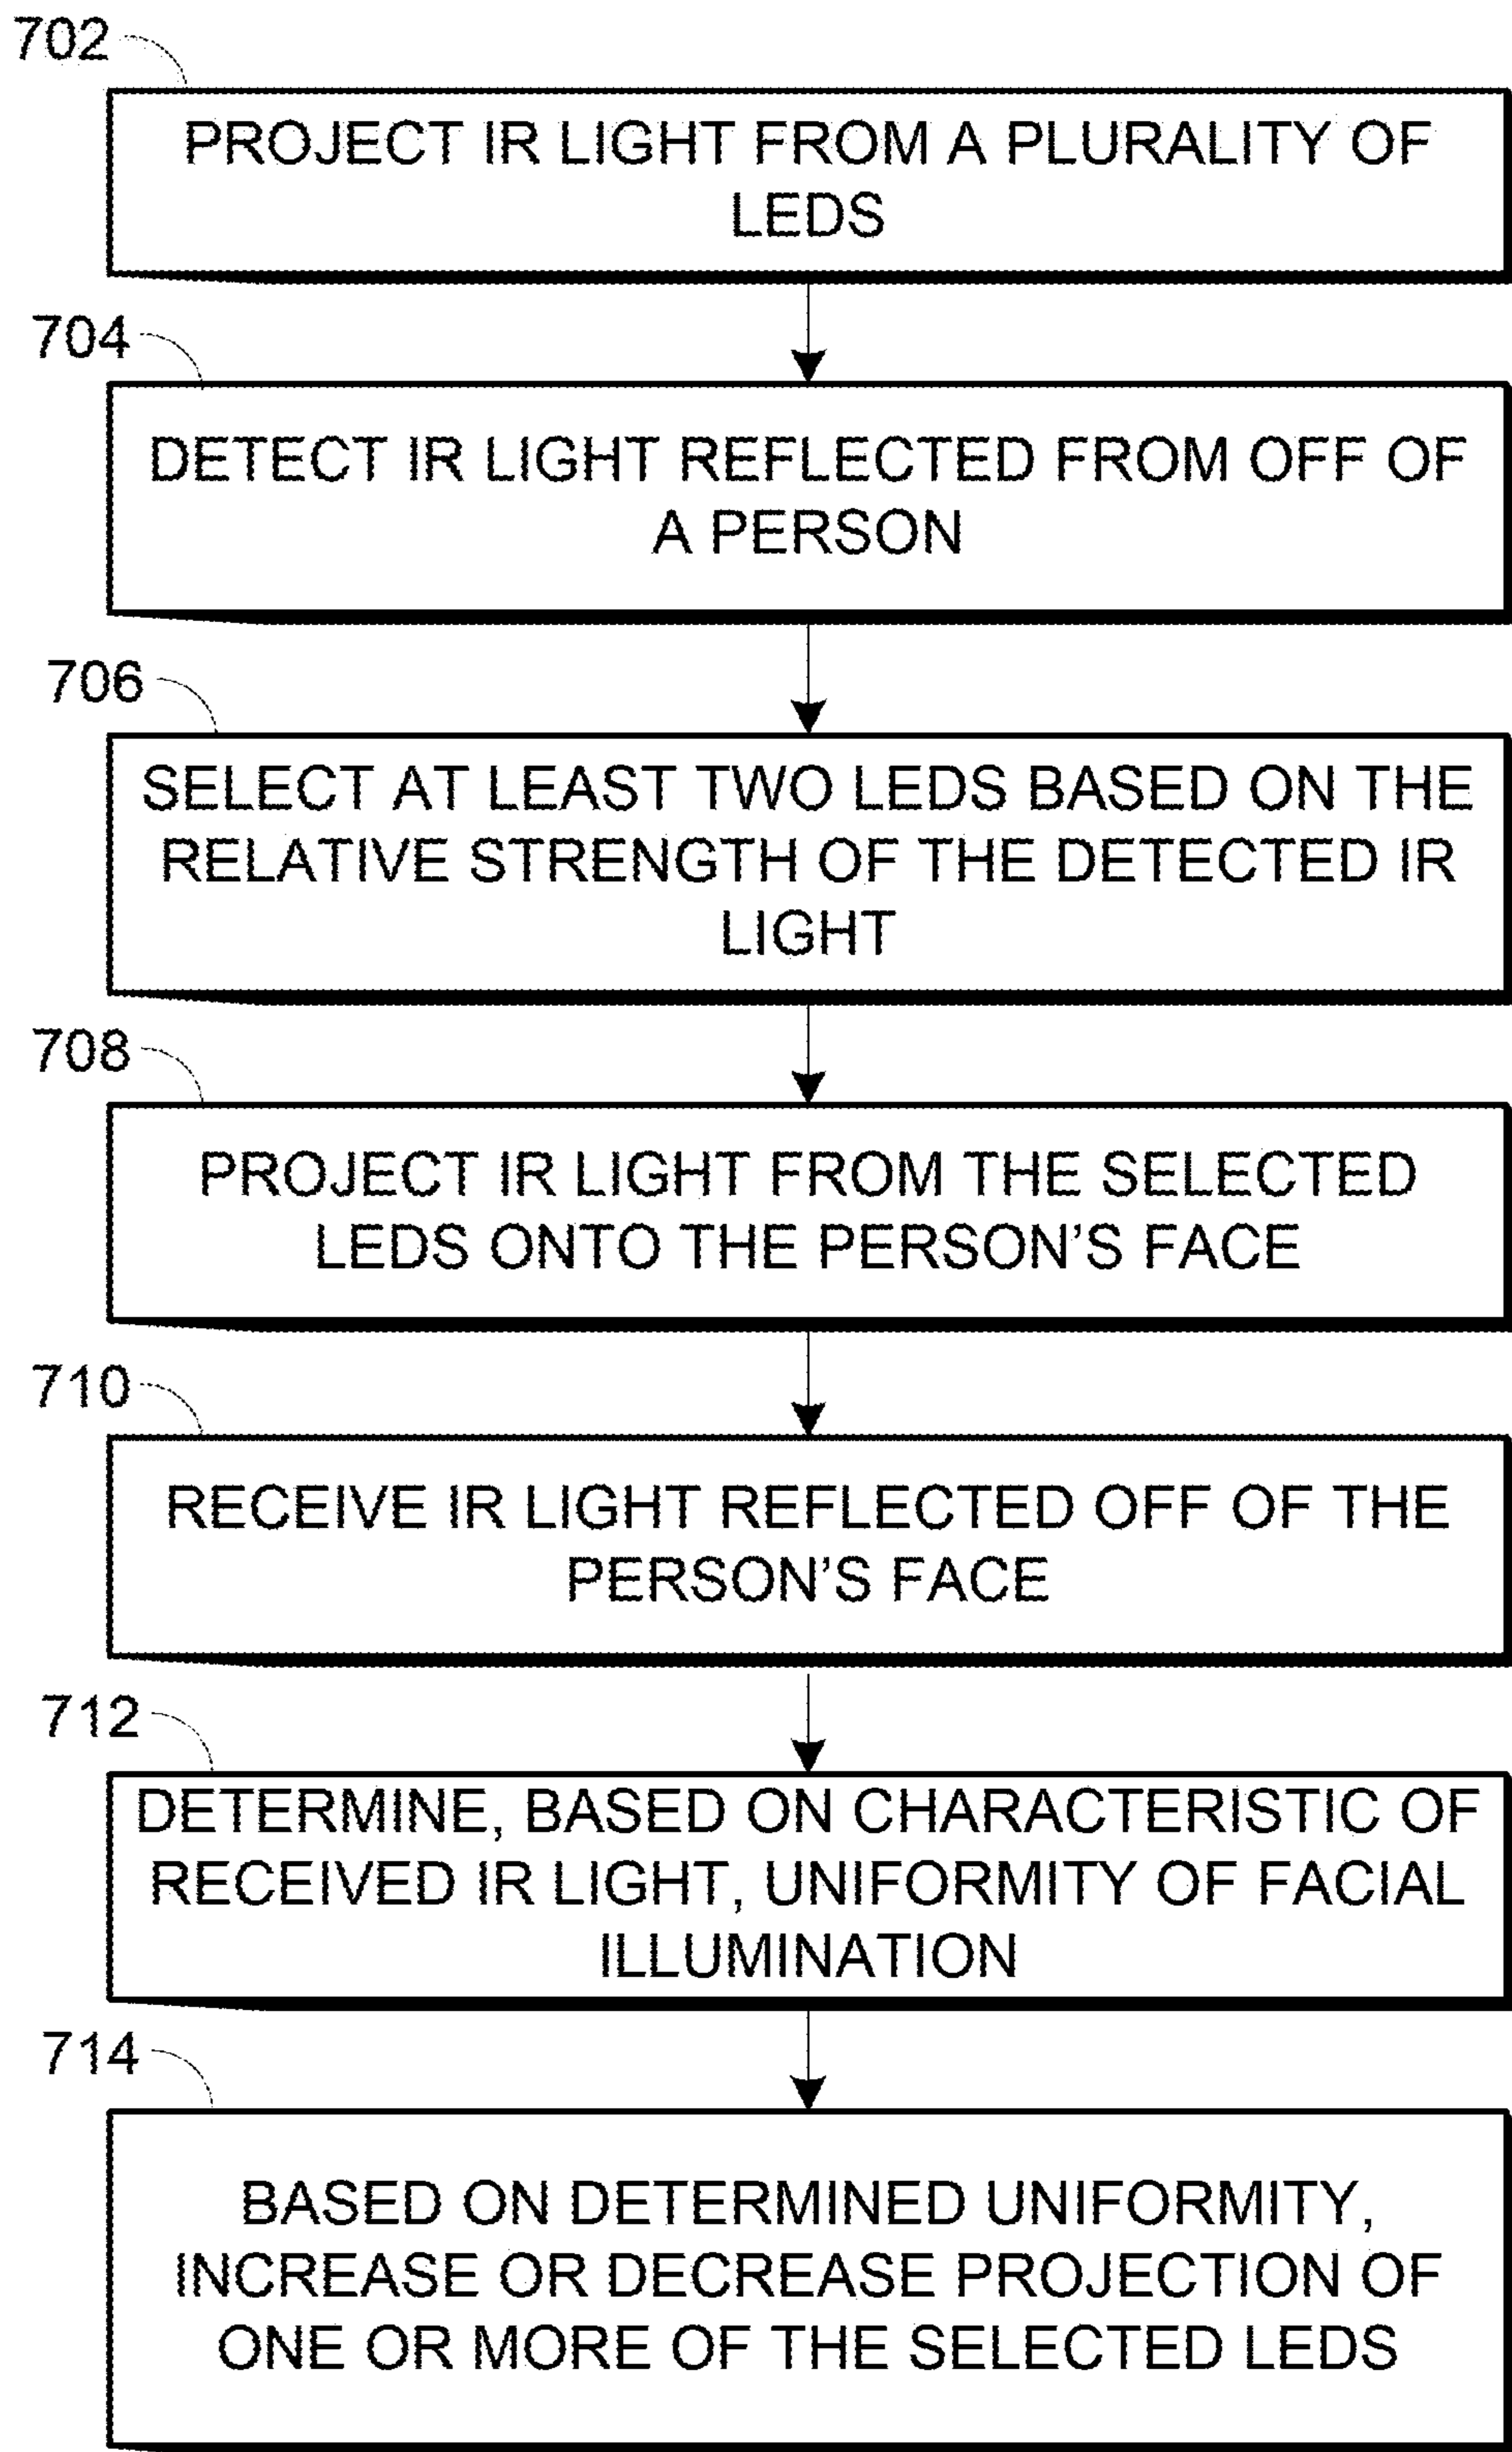 702
PROJECT IR LIGHT FROM A PLURALITY OF
LEDS
704
DETECT IR LIGHT REFLECTED FROM OFF OF
A PERSON
706
SELECT AT LEAST TWO LEDS BASED ON THE
RELATIVE STRENGTH OF THE DETECTED IR
LIGHT
708
PROJECT IR LIGHT FROM THE SELECTED
LEDS ONTO THE PERSON'S FACE
710
RECEIVE IR LIGHT REFLECTED OFF OF THE
PERSON'S FACE
712
DETERMINE, BASED ON CHARACTERISTIC OF
RECEIVED IR LIGHT, UNIFORMITY OF FACIAL
ILLUMINATION
714
BASED ON DETERMINED UNIFORMITY,
INCREASE OR DECREASE PROJECTION OF
ONE OR MORE OF THE SELECTED LEDS